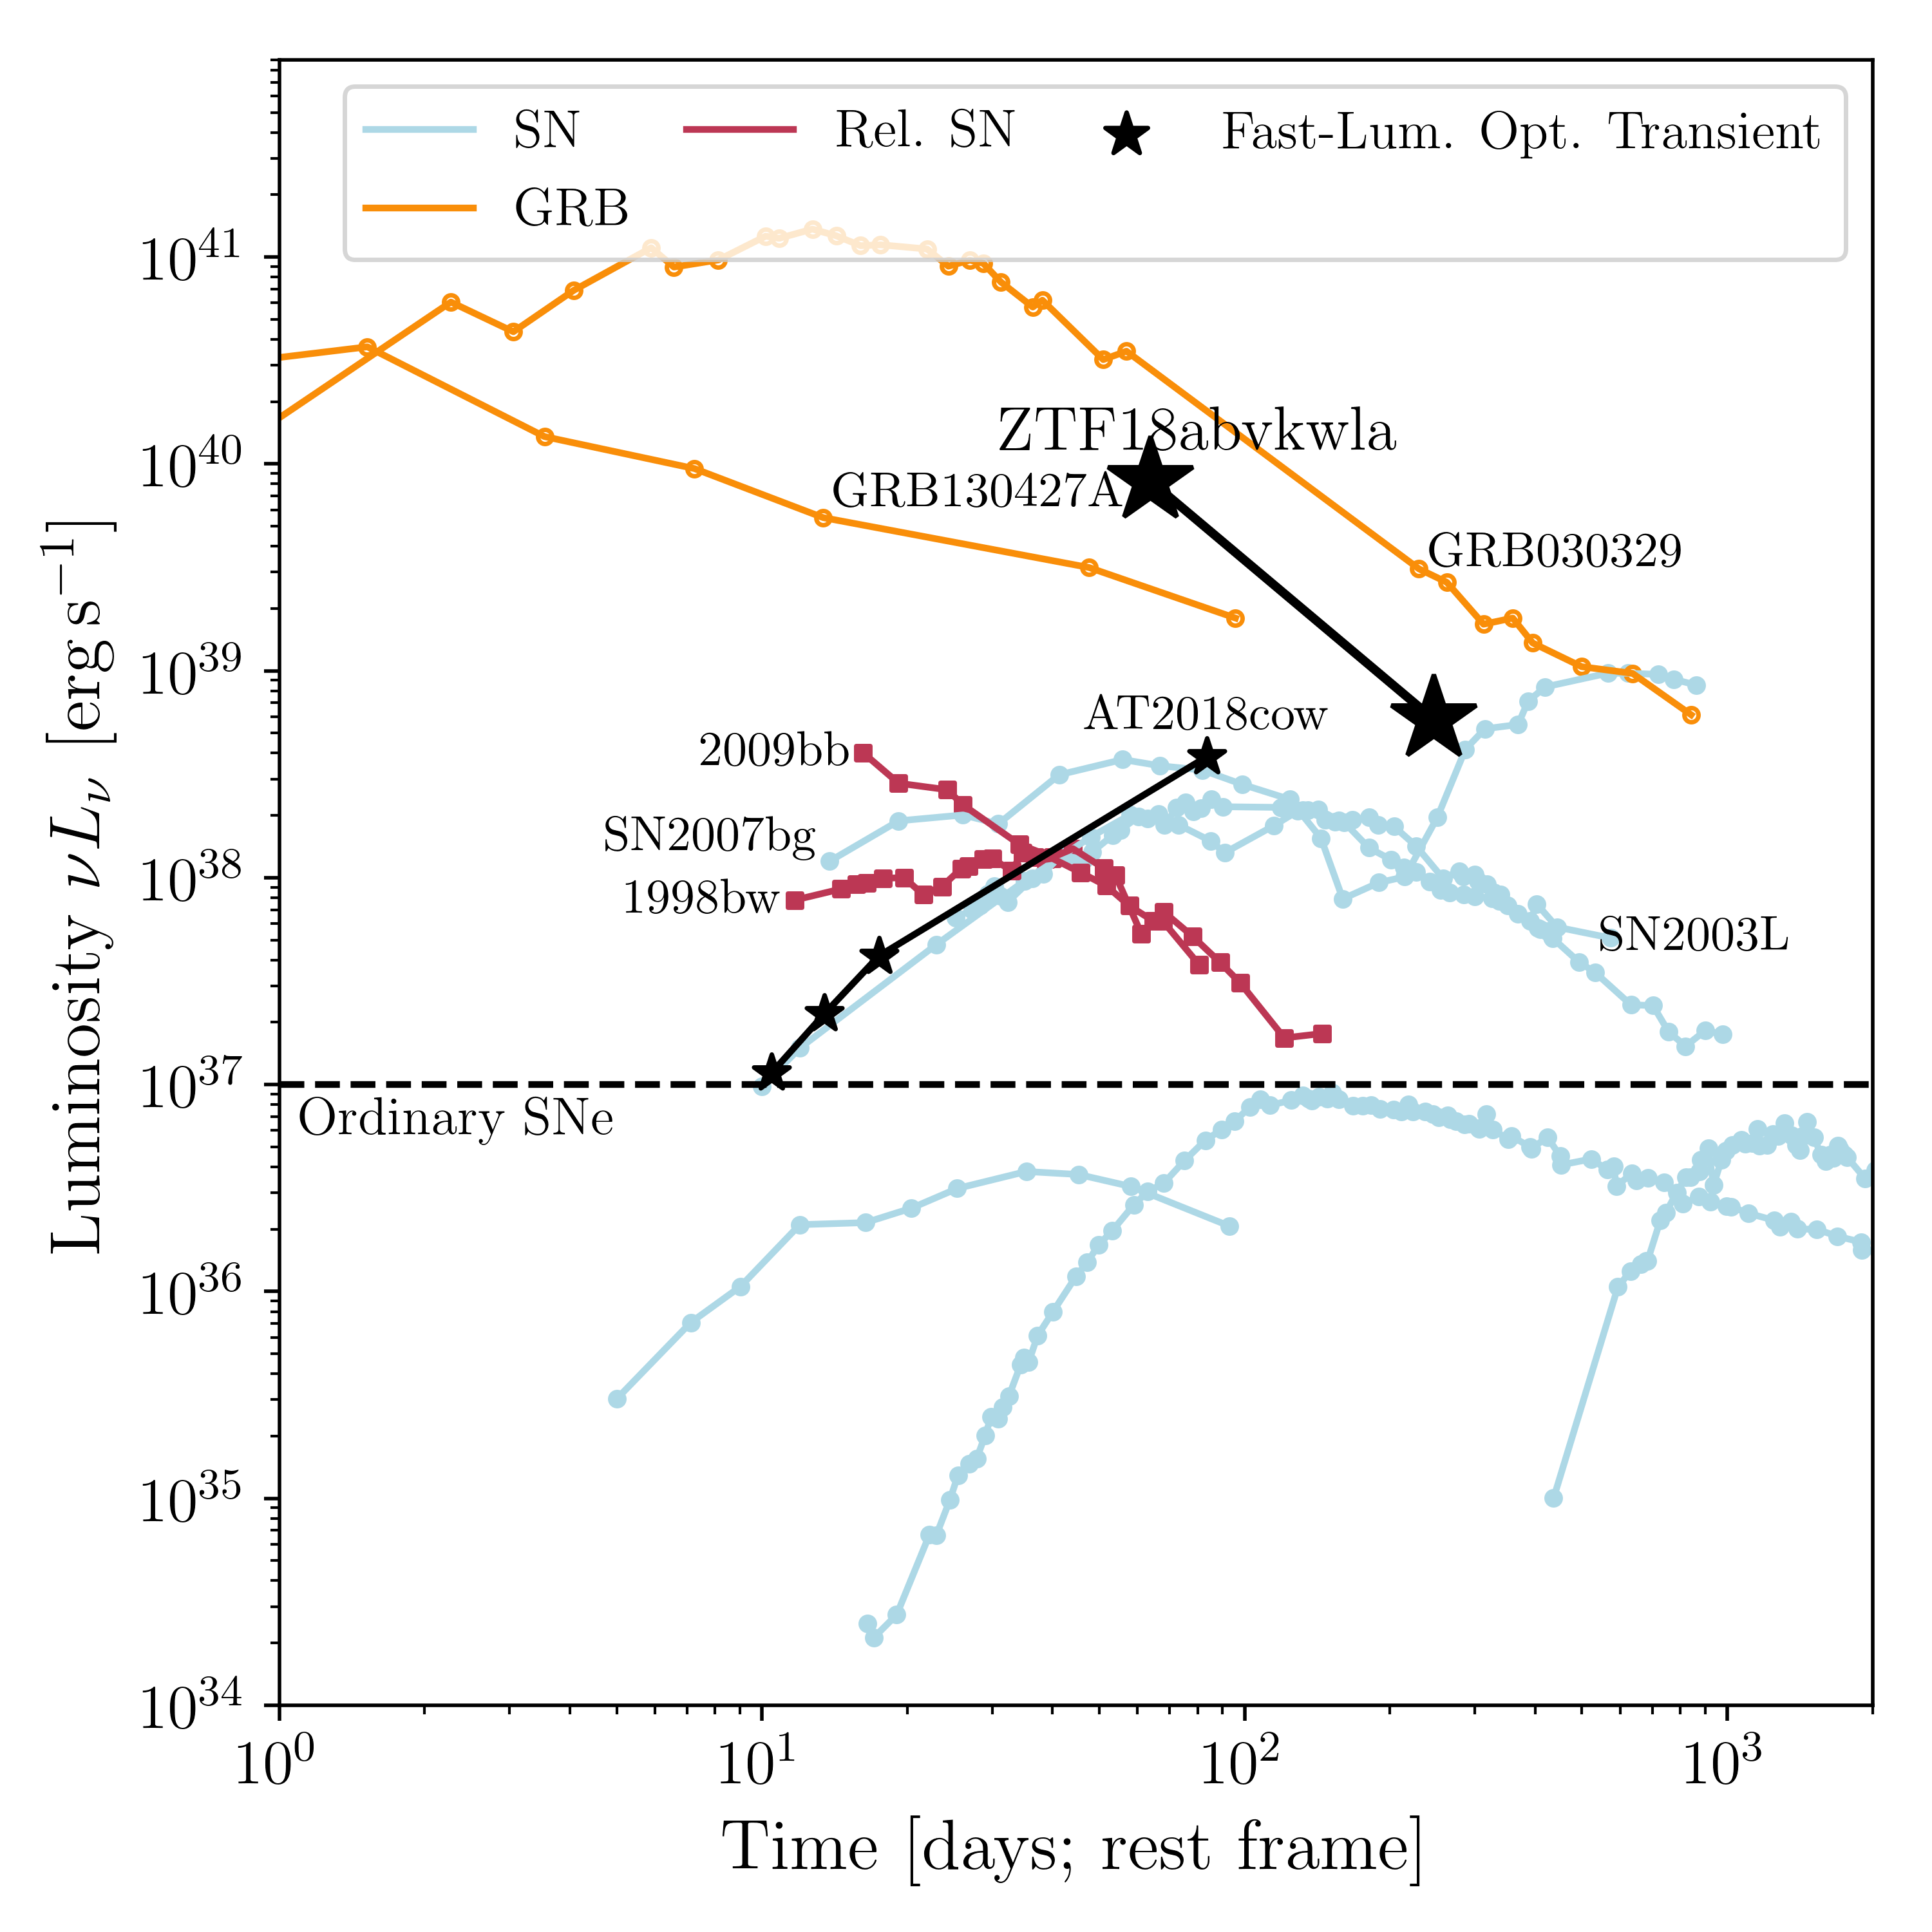 SN
Rel. SN
Fast-Lum. Opt. Transient
GRB
10^41
10^40
10^39
10^38
10^37
10^36
10^35
10^34
Luminosity νL_ν [erg s^−1]
ZTF18abvkwla
GRB130427A
GRB030329
AT2018cow
2009bb
SN2007bg
1998bw
SN2003L
Ordinary SNe
10^0
10^1
10^2
10^3
Time [days; rest frame]